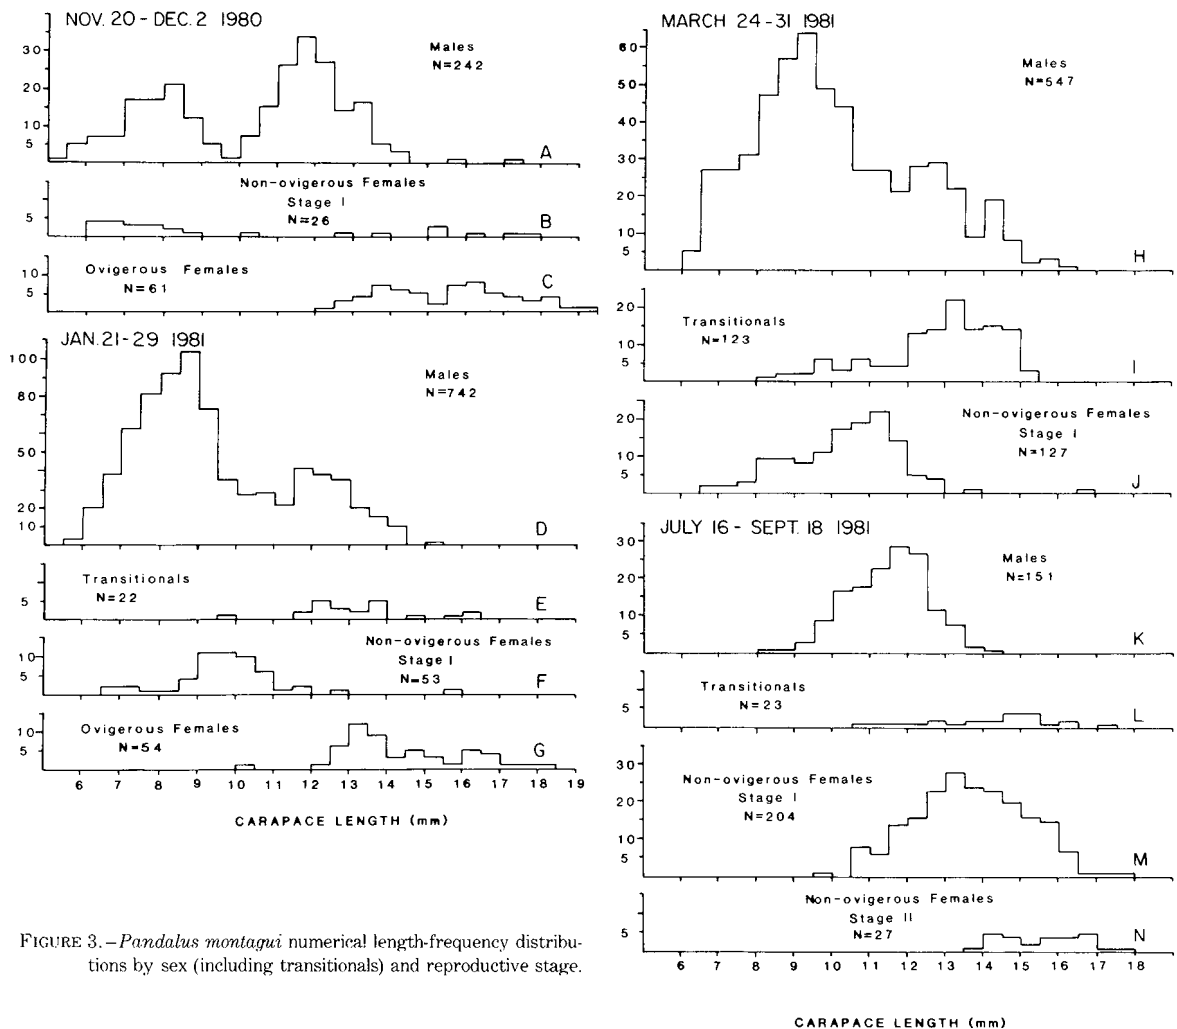 NOV. 20 - DEC. 2 1980
30
20
10
5
Males
N=242
A
5
Non-ovigerous Females
Stage I
N=26
B
10
5
Ovigerous Females
N=61
C
JAN. 21-29 1981
100
80
50
20
10
Males
N=742
D
5
Transitionals
N=22
E
10
5
Non-ovigerous Females
Stage I
N=53
F
10
5
Ovigerous Females
N=54
G
6 7 8 9 10 11 12 13 14 15 16 17 18 19
CARAPACE LENGTH (mm)
MARCH 24-31 1981
60
50
40
30
20
10
5
Males
N=547
H
20
10
5
Transitionals
N=123
I
20
10
5
Non-ovigerous Females
Stage I
N=127
J
JULY 16 - SEPT. 18 1981
30
20
10
5
Males
N=151
K
5
Transitionals
N=23
L
30
20
10
5
Non-ovigerous Females
Stage I
N=204
M
5
Non-ovigerous Females
Stage II
N=27
N
6 7 8 9 10 11 12 13 14 15 16 17 18
CARAPACE LENGTH (mm)
FIGURE 3.—Pandalus montagui numerical length-frequency distribu-
tions by sex (including transitionals) and reproductive stage.